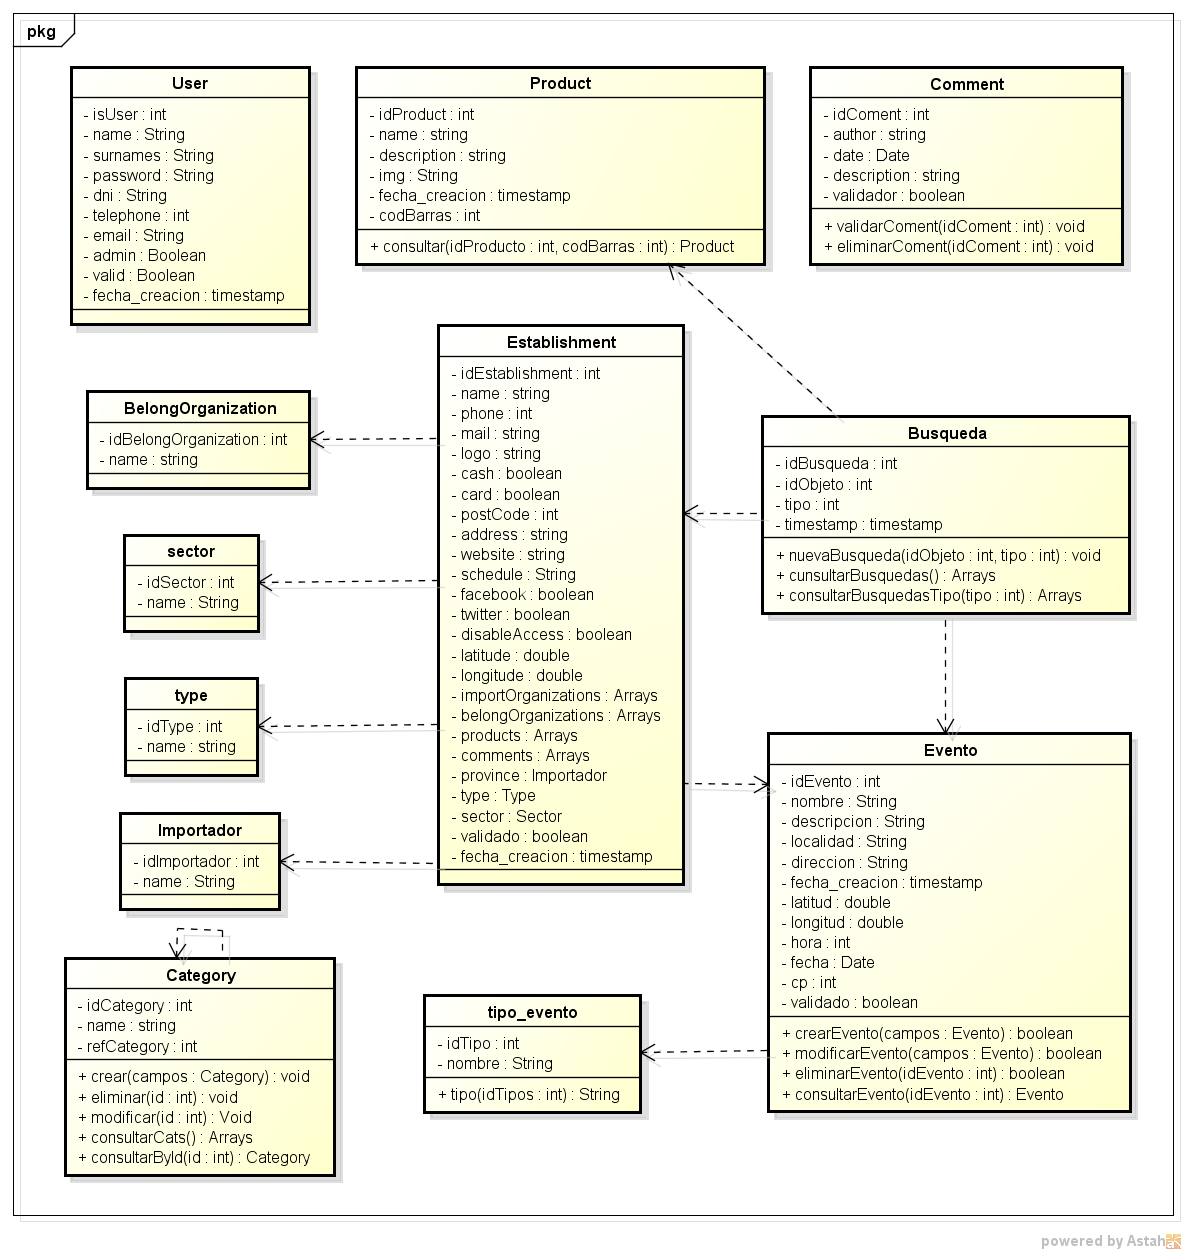 pkg
User
- isUser : int
- name : String
- surnames : String
- password : String
- dni : String
- telephone : int
- email : String
- admin : Boolean
- valid : Boolean
- fecha_creacion : timestamp
Product
- idProduct : int
- name : string
- description : string
- img : String
- fecha_creacion : timestamp
- codBarras : int
+ consultar(idProducto : int, codBarras : int) : Product
Comment
- idComent : int
- author : string
- date : Date
- description : string
- validador : boolean
+ validarComent(idComent : int) : void
+ eliminarComent(idComent : int) : void
Establishment
- idEstablishment : int
- name : string
- phone : int
- mail : string
- logo : string
- cash : boolean
- card : boolean
- postCode : int
- address : string
- website : string
- schedule : String
- facebook : boolean
- twitter : boolean
- disableAccess : boolean
- latitude : double
- longitude : double
- importOrganizations : Arrays
- belongOrganizations : Arrays
- products : Arrays
- comments : Arrays
- province : Importador
- type : Type
- sector : Sector
- validado : boolean
- fecha_creacion : timestamp
BelongOrganization
- idBelongOrganization : int
- name : string
Busqueda
- idBusqueda : int
- idObjeto : int
- tipo : int
- timestamp : timestamp
+ nuevaBusqueda(idObjeto : int, tipo : int) : void
+ cunsultarBusquedas() : Arrays
+ consultarBusquedasTipo(tipo : int) : Arrays
sector
- idSector : int
- name : String
type
- idType : int
- name : string
Importador
- idImportador : int
- name : String
Evento
- idEvento : int
- nombre : String
- descripcion : String
- localidad : String
- direccion : String
- fecha_creacion : timestamp
- latitud : double
- longitud : double
- hora : int
- fecha : Date
- cp : int
- validado : boolean
+ crearEvento(campos : Evento) : boolean
+ modificarEvento(campos : Evento) : boolean
+ eliminarEvento(idEvento : int) : boolean
+ consultarEvento(idEvento : int) : Evento
Category
- idCategory : int
- name : string
- refCategory : int
+ crear(campos : Category) : void
+ eliminar(id : int) : void
+ modificar(id : int) : Void
+ consultarCats() : Arrays
+ consultarById(id : int) : Category
tipo_evento
- idTipo : int
- nombre : String
+ tipo(idTipos : int) : String
powered by Astah